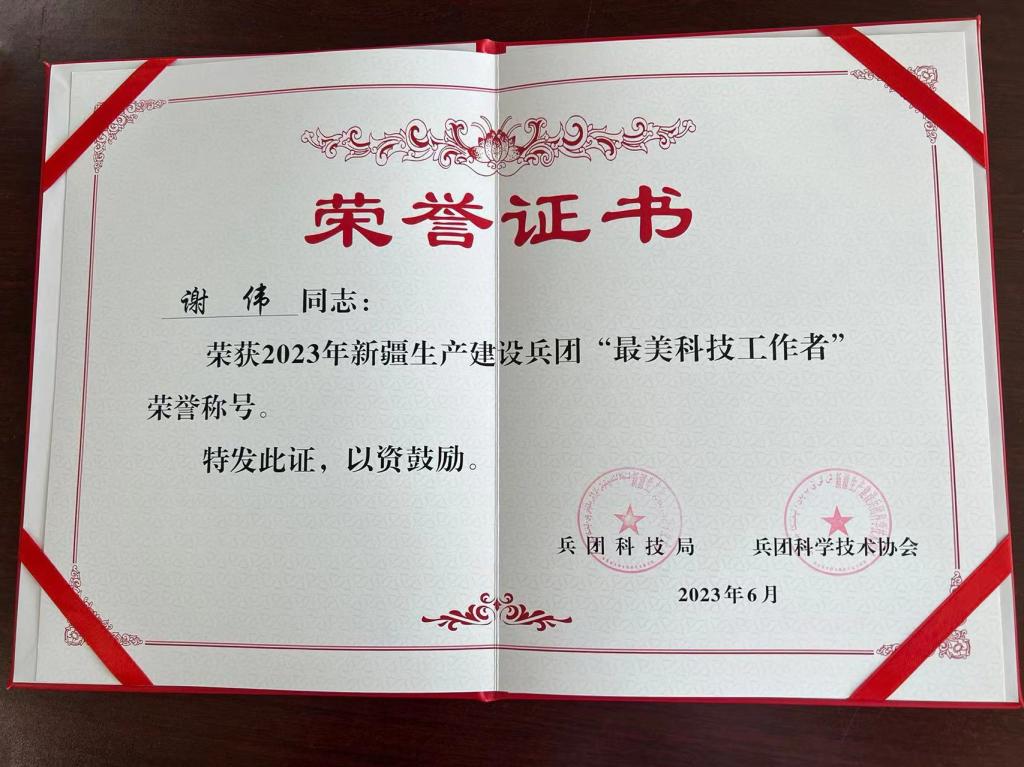 荣誉证书
谢 伟 同志：
荣获2023年新疆生产建设兵团“最美科技工作者”
荣誉称号。
特发此证，以资鼓励。
兵团科技局 兵团科学技术协会
2023年6月